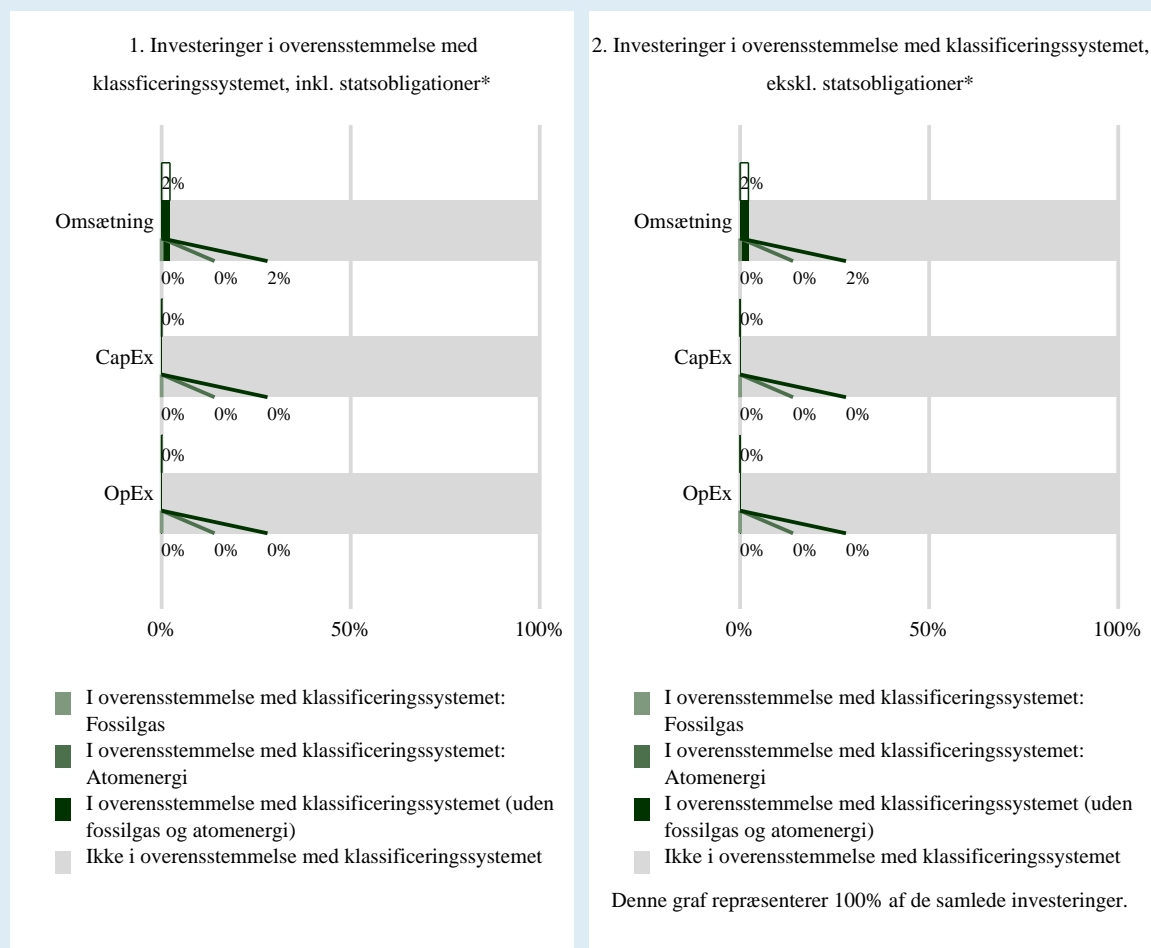 1. Investeringer i overensstemmelse med
klassficeringssystemet, inkl. statsobligationer*
2%
Omsætning
0% 0% 2%
0%
CapEx
0% 0% 0%
0%
OpEx
0% 0% 0%
0% 50% 100%
I overensstemmelse med klassificeringssystemet:
Fossilgas
I overensstemmelse med klassificeringssystemet:
Atomenergi
I overensstemmelse med klassificeringssystemet (uden
fossilgas og atomenergi)
Ikke i overensstemmelse med klassificeringssystemet
2. Investeringer i overensstemmelse med klassificeringssystemet,
ekskl. statsobligationer*
2%
Omsætning
0% 0% 2%
0%
CapEx
0% 0% 0%
0%
OpEx
0% 0% 0%
0% 50% 100%
I overensstemmelse med klassificeringssystemet:
Fossilgas
I overensstemmelse med klassificeringssystemet:
Atomenergi
I overensstemmelse med klassificeringssystemet (uden
fossilgas og atomenergi)
Ikke i overensstemmelse med klassificeringssystemet
Denne graf repræsenterer 100% af de samlede investeringer.